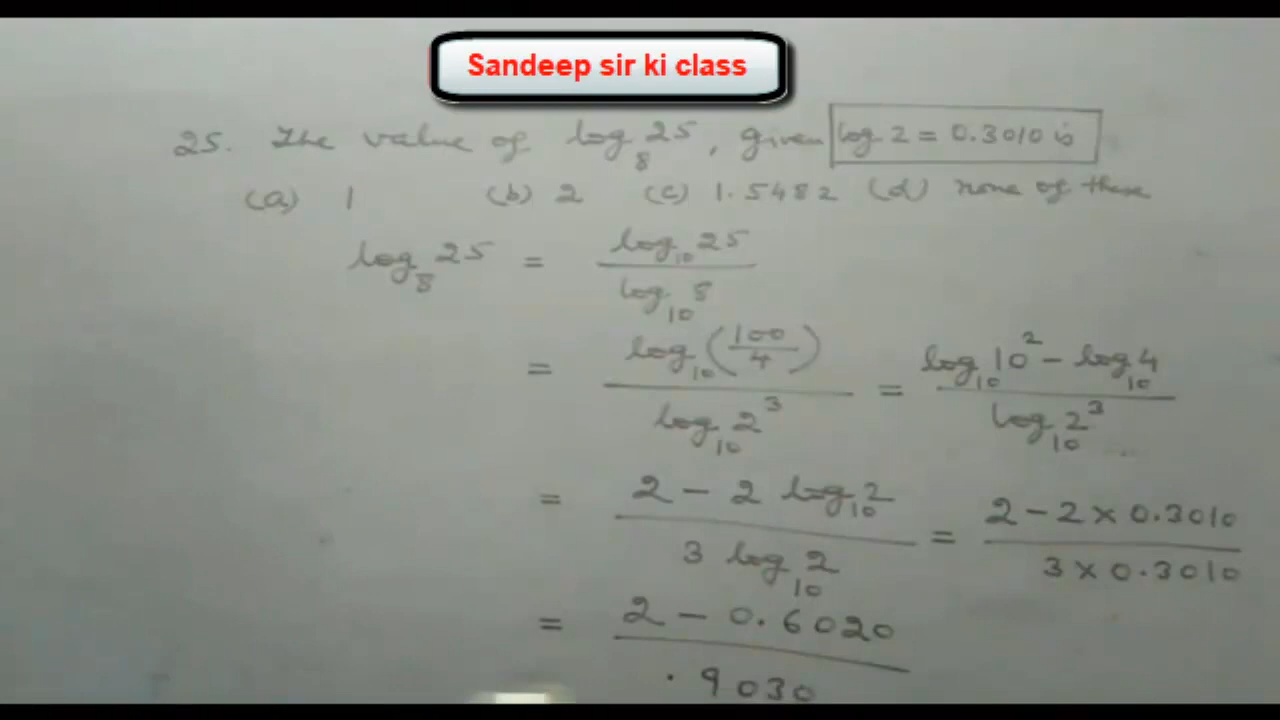 Sandeep sir ki class
25. The value of log₈ 25, given log 2 = 0.3010 is
(a) 1 (b) 2 (c) 1.5482 (d) none of these
log₈ 25 = log₁₀ 25 / log₁₀ 8
= log₁₀ (100/4) / log₁₀ 2³ = (log₁₀ 10² - log₁₀ 4) / log₁₀ 2³
= (2 - 2 log₁₀ 2) / (3 log₁₀ 2) = (2 - 2 × 0.3010) / (3 × 0.3010)
= (2 - 0.6020) / .9030